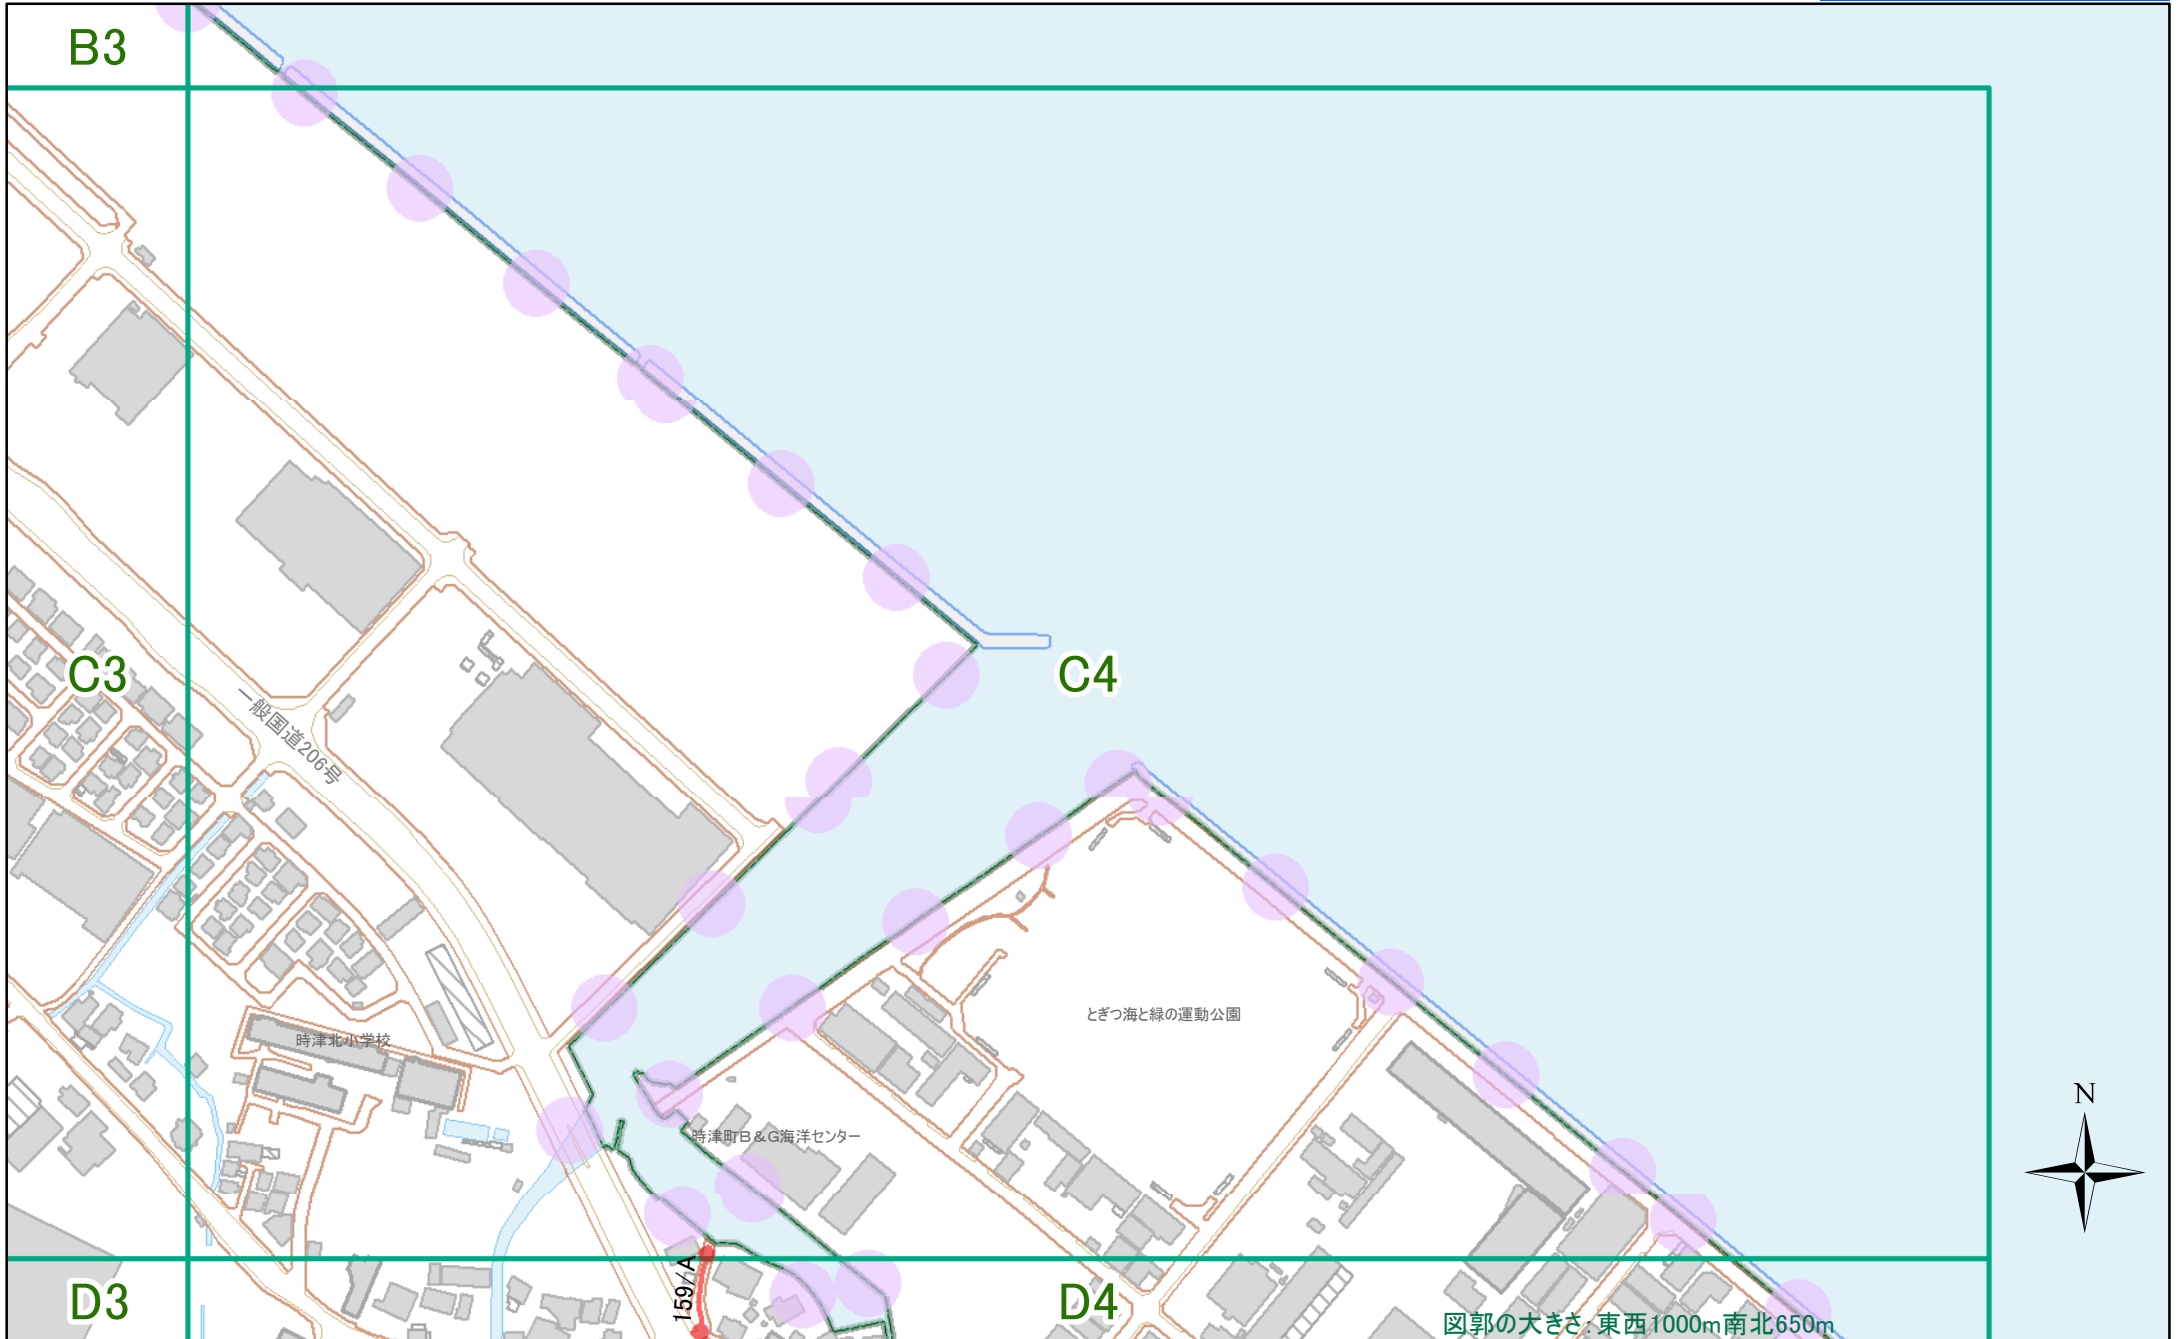 B3
C3
一般国道206号
C4
時津北小学校
とぎつ海と緑の運動公園
N
時津町B&G海洋センター
159/A
D3
D4
図郭の大きさ:東西1000m南北650m